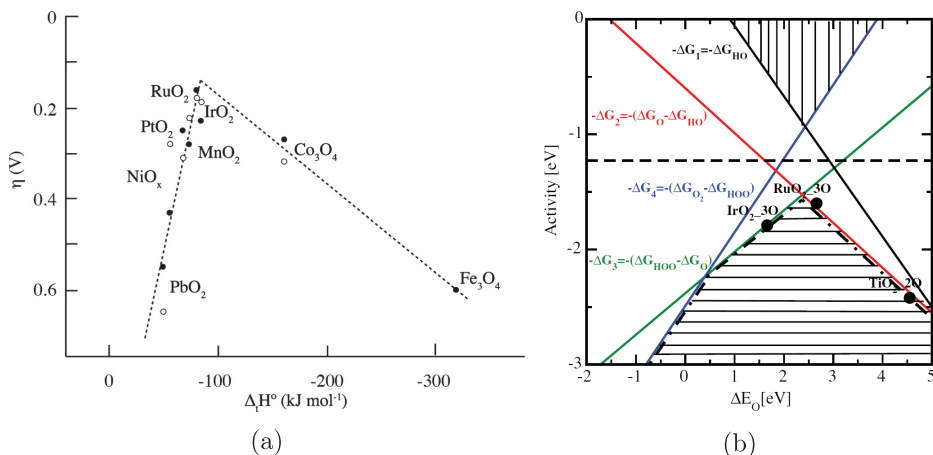 0
0.2
0.4
0.6
η (V)
RuO2
IrO2
PtO2
MnO2
NiOx
PbO2
Co3O4
Fe3O4
0
-100
-200
-300
ΔtH° (kJ mol-1)
(a)
0
-1
-2
-3
Activity [eV]
-ΔG1=-ΔGHO
-ΔG2=-(ΔGO-ΔGHO)
-ΔG4=-(ΔGO2-ΔGHOO)
RuO2_3O
IrO2_3O
-ΔG3=-(ΔGHOO-ΔGO)
TiO2_2O
-2
-1
0
1
2
3
4
5
ΔEO[eV]
(b)